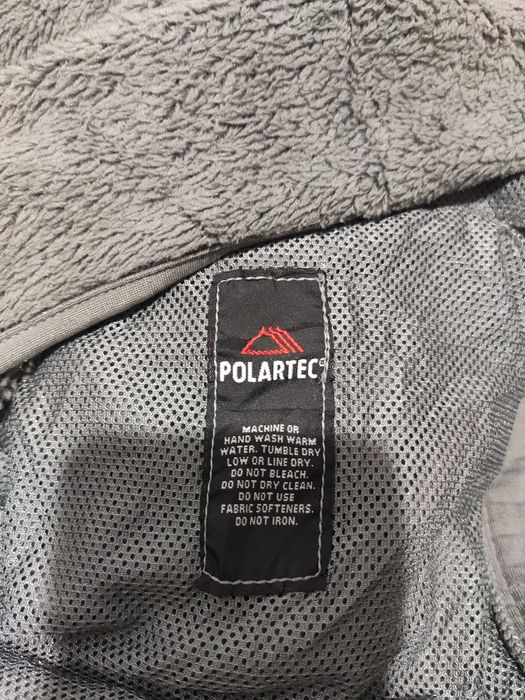 POLARTEC®
MACHINE OR
HAND WASH WARM
WATER. TUMBLE DRY
LOW OR LINE DRY.
DO NOT BLEACH.
DO NOT DRY CLEAN.
DO NOT USE
FABRIC SOFTENERS.
DO NOT IRON.